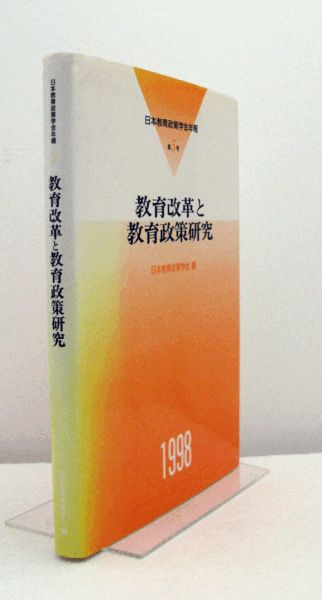 日本教育政策学会年報
第5号
教育改革と
教育政策研究
日本教育政策学会 編
1998
日本教育政策学会年報
教育改革と教育政策研究